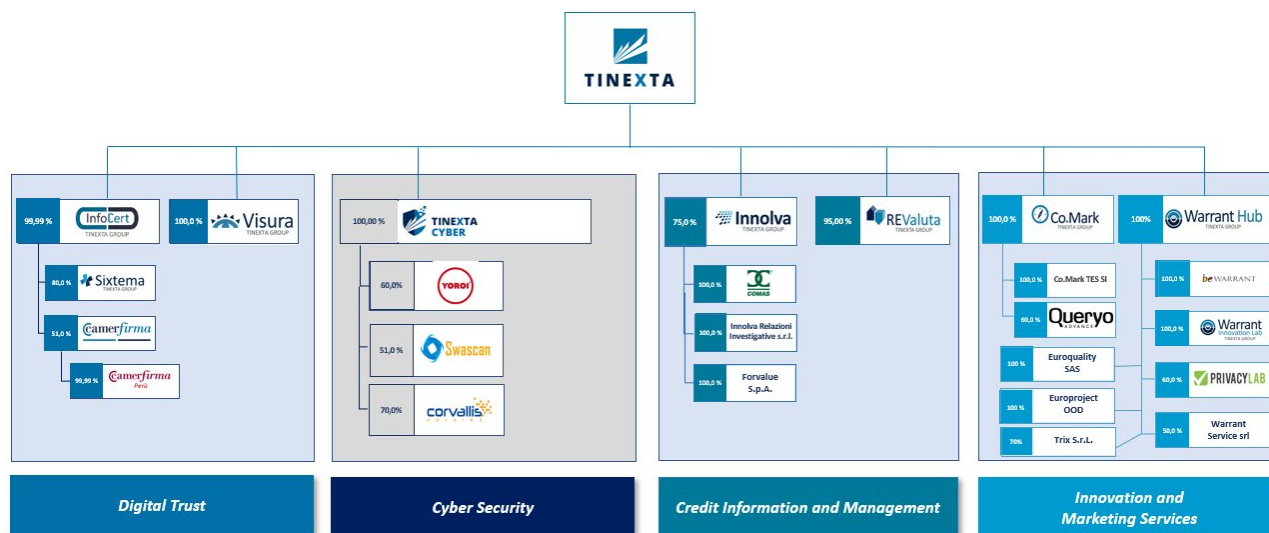 TINEXTA
99,99 %
InfoCert
TINEXTA GROUP
100,0 %
Visura
TINEXTA GROUP
80,0 %
Sixtema
TINEXTA GROUP
51,0 %
Camerfirma
99,99 %
Camerfirma
Perú
Digital Trust
100,00 %
TINEXTA
CYBER
60,0%
YOROI
51,0%
Swascan
70,0%
corvallis
HOLDING
Cyber Security
75,0 %
Innolva
TINEXTA GROUP
95,00 %
REValuta
TINEXTA GROUP
100,0 %
COMAS
100,0 %
Innolva Relazioni
Investigative s.r.l.
100,0 %
Forvalue
S.p.A.
Credit Information and Management
100,0 %
Co.Mark
TINEXTA GROUP
100%
Warrant Hub
TINEXTA GROUP
100,0 %
Co.Mark TES Sl
60,0 %
Queryo
ADVANCE
100 %
Euroquality
SAS
100 %
Europroject
OOD
70%
Trix S.r.L.
100,0 %
beWARRANT
100,0 %
Warrant
Innovation Lab
TINEXTA GROUP
60,0 %
PRIVACYLAB
50,0 %
Warrant
Service srl
Innovation and
Marketing Services